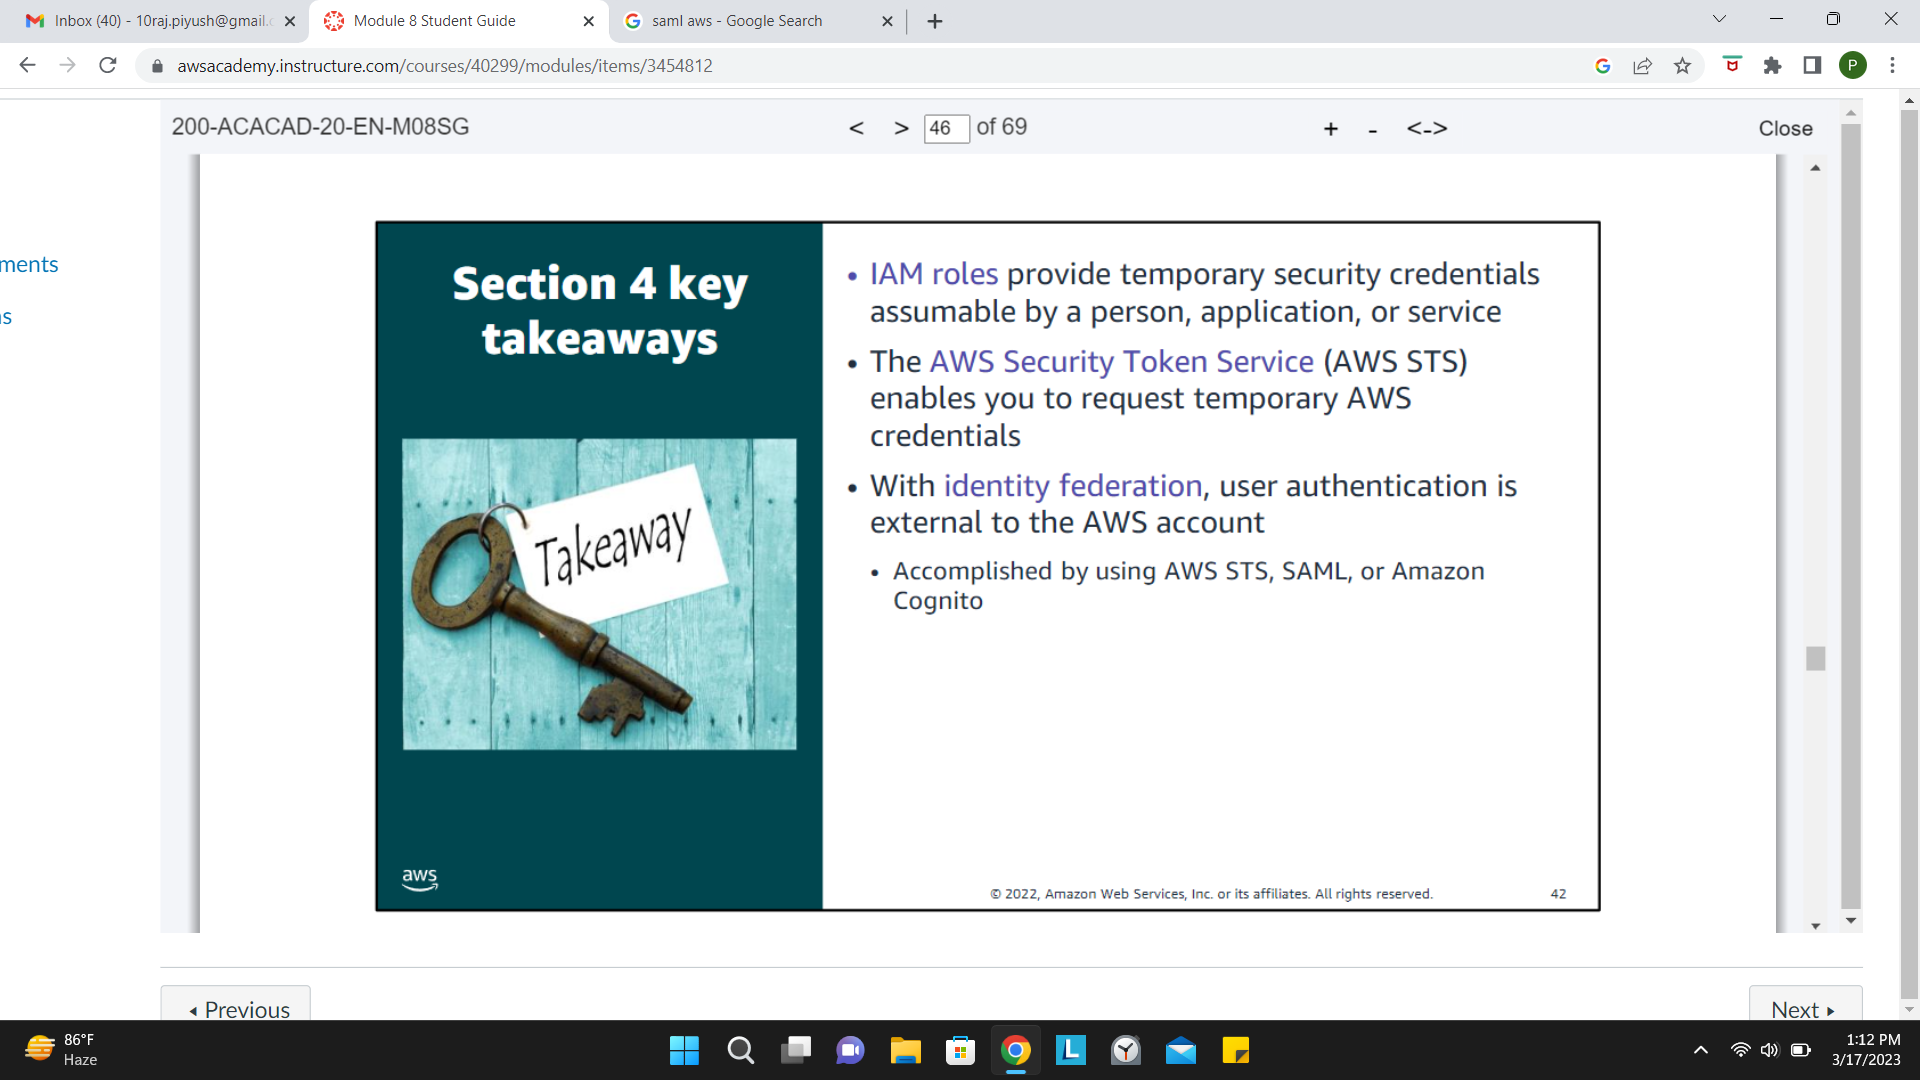 Inbox (40) - 10raj.piyush@gmail.c
Module 8 Student Guide
saml aws - Google Search
awsacademy.instructure.com/courses/40299/modules/items/3454812
P
200-ACACAD-20-EN-M08SG
< > 46 of 69
+ - <-> Close
ments
ns
Section 4 key
takeaways
Takeaway
aws
• IAM roles provide temporary security credentials
assumable by a person, application, or service
• The AWS Security Token Service (AWS STS)
enables you to request temporary AWS
credentials
• With identity federation, user authentication is
external to the AWS account
• Accomplished by using AWS STS, SAML, or Amazon
Cognito
© 2022, Amazon Web Services, Inc. or its affiliates. All rights reserved. 42
◂ Previous
Next ▸
86°F
Haze
L
1:12 PM
3/17/2023